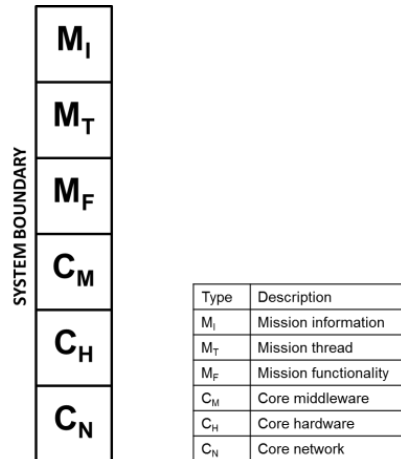 SYSTEM BOUNDARY
M_I
M_T
M_F
C_M
C_H
C_N
Type Description
M_I Mission information
M_T Mission thread
M_F Mission functionality
C_M Core middleware
C_H Core hardware
C_N Core network